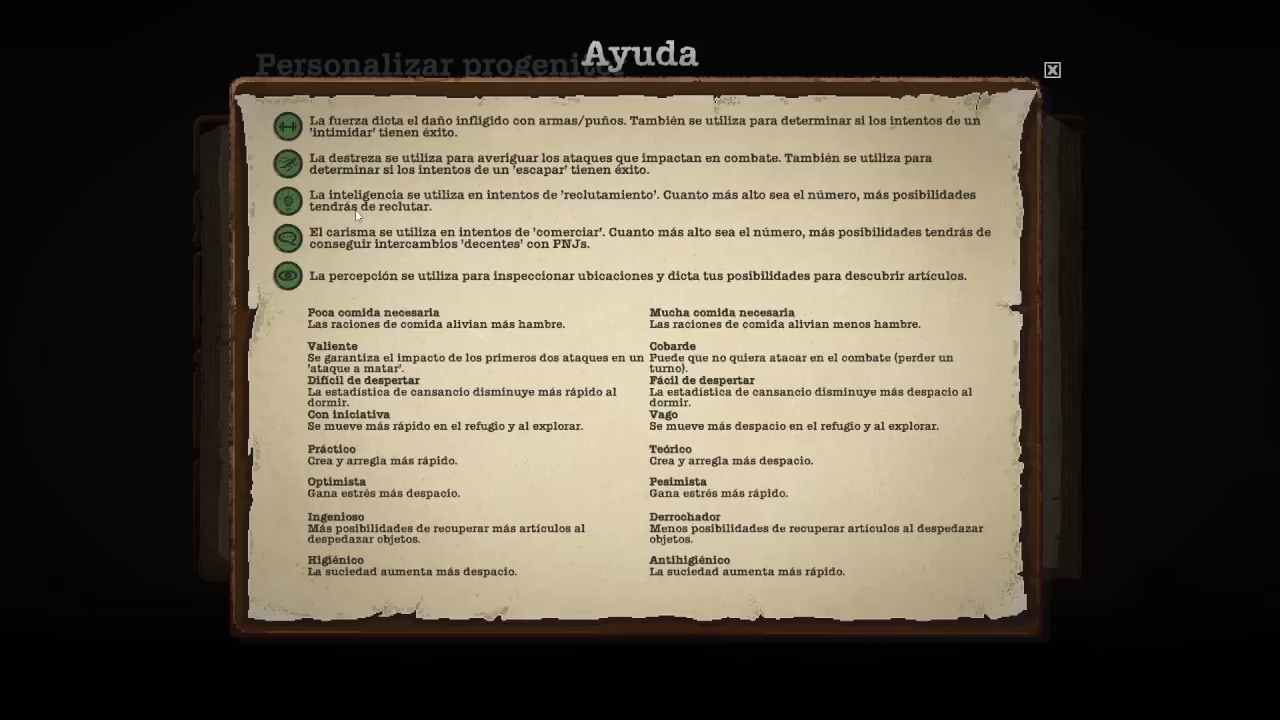 Personalizar progenitor
Ayuda
La fuerza dicta el daño infligido con armas/puños. También se utiliza para determinar si los intentos de un
'intimidar' tienen éxito.
La destreza se utiliza para averiguar los ataques que impactan en combate. También se utiliza para
determinar si los intentos de un 'escapar' tienen éxito.
La inteligencia se utiliza en intentos de 'reclutamiento'. Cuanto más alto sea el número, más posibilidades
tendrás de reclutar.
El carisma se utiliza en intentos de 'comerciar'. Cuanto más alto sea el número, más posibilidades tendrás de
conseguir intercambios 'decentes' con PNJs.
La percepción se utiliza para inspeccionar ubicaciones y dicta tus posibilidades para descubrir artículos.
Poca comida necesaria
Las raciones de comida alivian más hambre.
Valiente
Se garantiza el impacto de los primeros dos ataques en un
'ataque a matar'.
Difícil de despertar
La estadística de cansancio disminuye más rápido al
dormir.
Con iniciativa
Se mueve más rápido en el refugio y al explorar.
Práctico
Crea y arregla más rápido.
Optimista
Gana estrés más despacio.
Ingenioso
Más posibilidades de recuperar más artículos al
despedazar objetos.
Higiénico
La suciedad aumenta más despacio.
Mucha comida necesaria
Las raciones de comida alivian menos hambre.
Cobarde
Puede que no quiera atacar en el combate (perder un
turno).
Fácil de despertar
La estadística de cansancio disminuye más despacio al
dormir.
Vago
Se mueve más despacio en el refugio y al explorar.
Teórico
Crea y arregla más despacio.
Pesimista
Gana estrés más rápido.
Derrochador
Menos posibilidades de recuperar artículos al despedazar
objetos.
Antihigiénico
La suciedad aumenta más rápido.